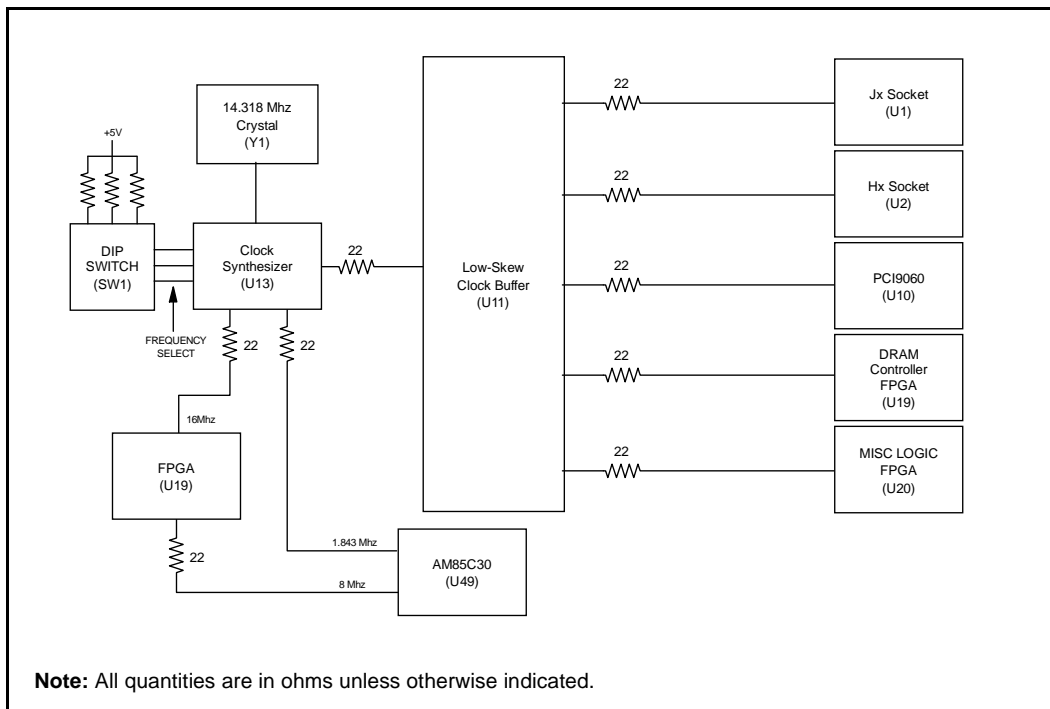 14.318 Mhz
Crystal
(Y1)
+5V
DIP
SWITCH
(SW1)
FREQUENCY
SELECT
Clock
Synthesizer
(U13)
22
22
22
16Mhz
FPGA
(U19)
22
1.843 Mhz
8 Mhz
AM85C30
(U49)
Low-Skew
Clock Buffer
(U11)
22
Jx Socket
(U1)
22
Hx Socket
(U2)
22
PCI9060
(U10)
22
DRAM
Controller
FPGA
(U19)
22
MISC LOGIC
FPGA
(U20)
Note: All quantities are in ohms unless otherwise indicated.